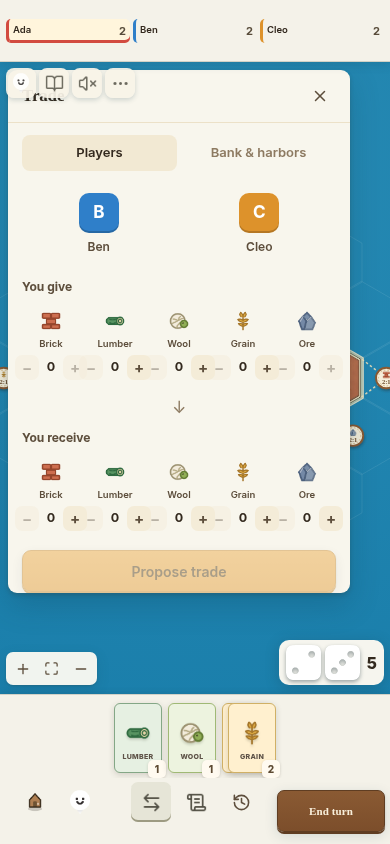 Ada 2 Ben 2 Cleo 2
Trade
Players Bank & harbors
B C
Ben Cleo
You give
Brick Lumber Wool Grain Ore
− 0 + − 0 + − 0 + − 0 + − 0 +
You receive
Brick Lumber Wool Grain Ore
− 0 + − 0 + − 0 + − 0 + − 0 +
Propose trade
5
LUMBER WOOL GRAIN
1 1 2
End turn